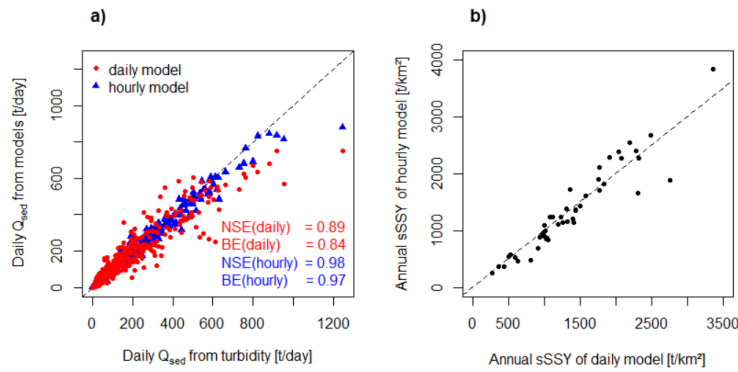 a)
daily model
hourly model
Daily Qsed from models [t/day]
0 200 600 1000
NSE(daily) = 0.89
BE(daily) = 0.84
NSE(hourly) = 0.98
BE(hourly) = 0.97
0 200 400 600 800 1200
Daily Qsed from turbidity [t/day]
b)
Annual sSSY of hourly model [t/km²]
0 1000 2000 3000 4000
0 500 1500 2500 3500
Annual sSSY of daily model [t/km²]